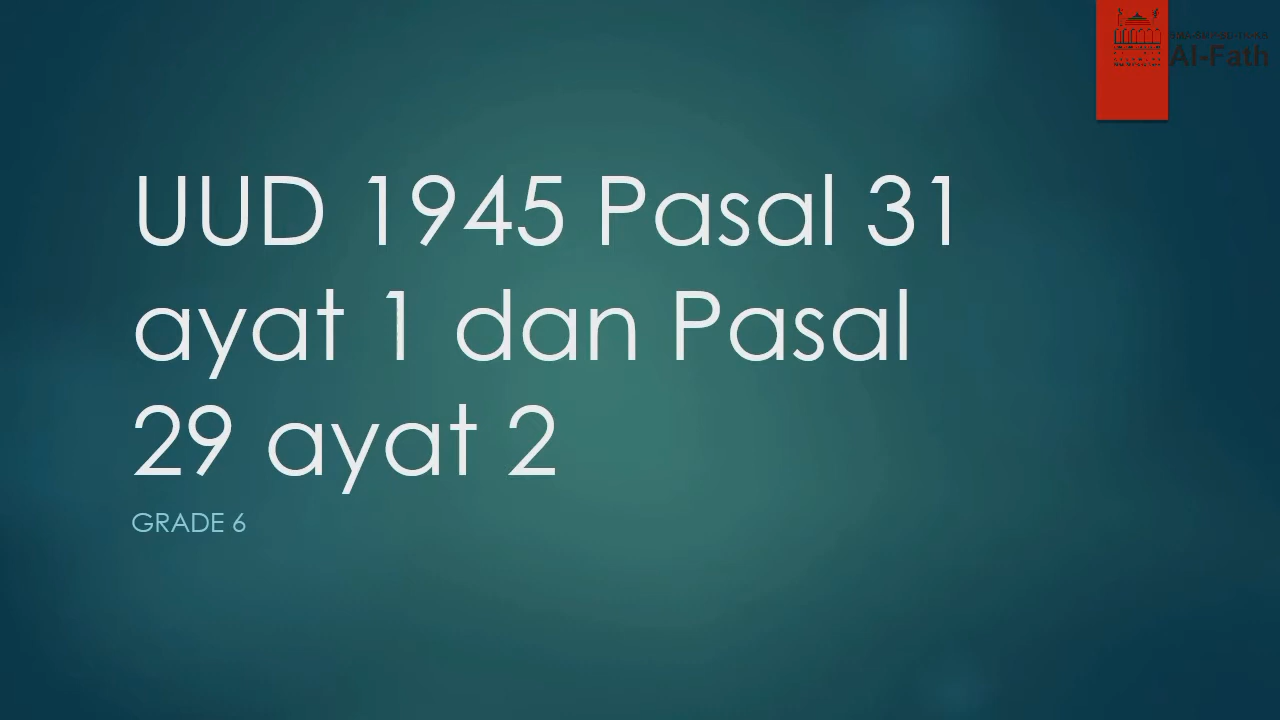 Al-Fath
UUD 1945 Pasal 31
ayat 1 dan Pasal
29 ayat 2
GRADE 6